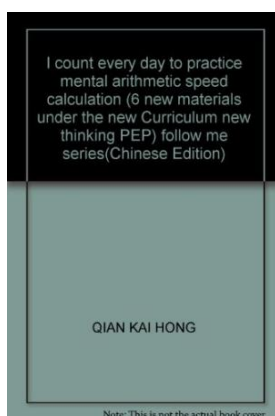 I count every day to practice
mental arithmetic speed
calculation (6 new materials
under the new Curriculum new
thinking PEP) follow me
series(Chinese Edition)
QIAN KAI HONG
Note: This is not the actual book cover